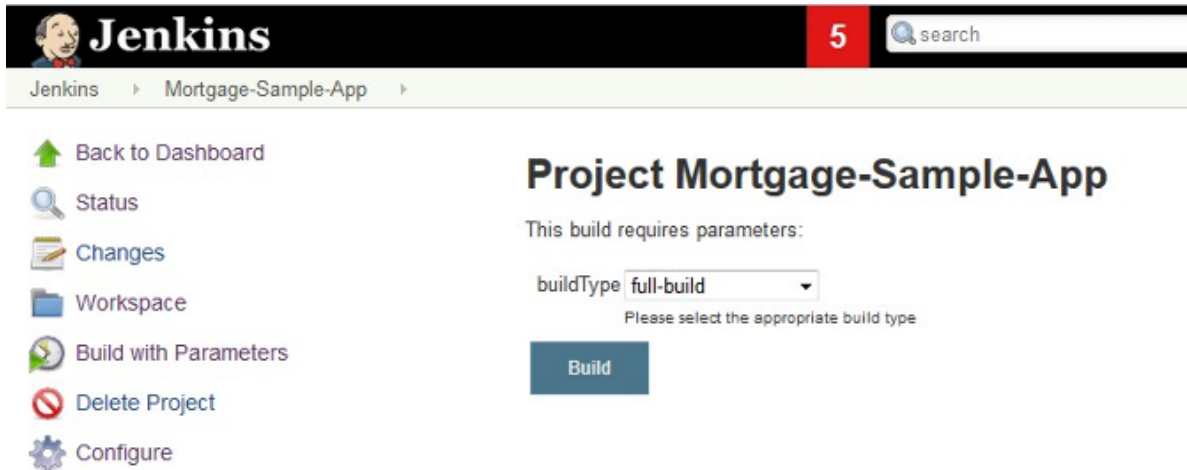 Jenkins
5
search
Jenkins
Mortgage-Sample-App
Back to Dashboard
Status
Changes
Workspace
Build with Parameters
Delete Project
Configure
Project Mortgage-Sample-App
This build requires parameters:
buildType full-build
Please select the appropriate build type
Build